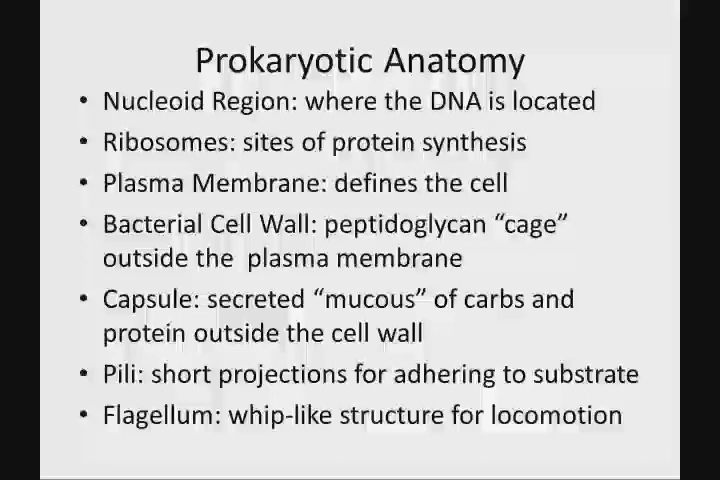 Prokaryotic Anatomy
• Nucleoid Region: where the DNA is located
• Ribosomes: sites of protein synthesis
• Plasma Membrane: defines the cell
• Bacterial Cell Wall: peptidoglycan “cage”
outside the  plasma membrane
• Capsule: secreted “mucous” of carbs and
protein outside the cell wall
• Pili: short projections for adhering to substrate
• Flagellum: whip-like structure for locomotion